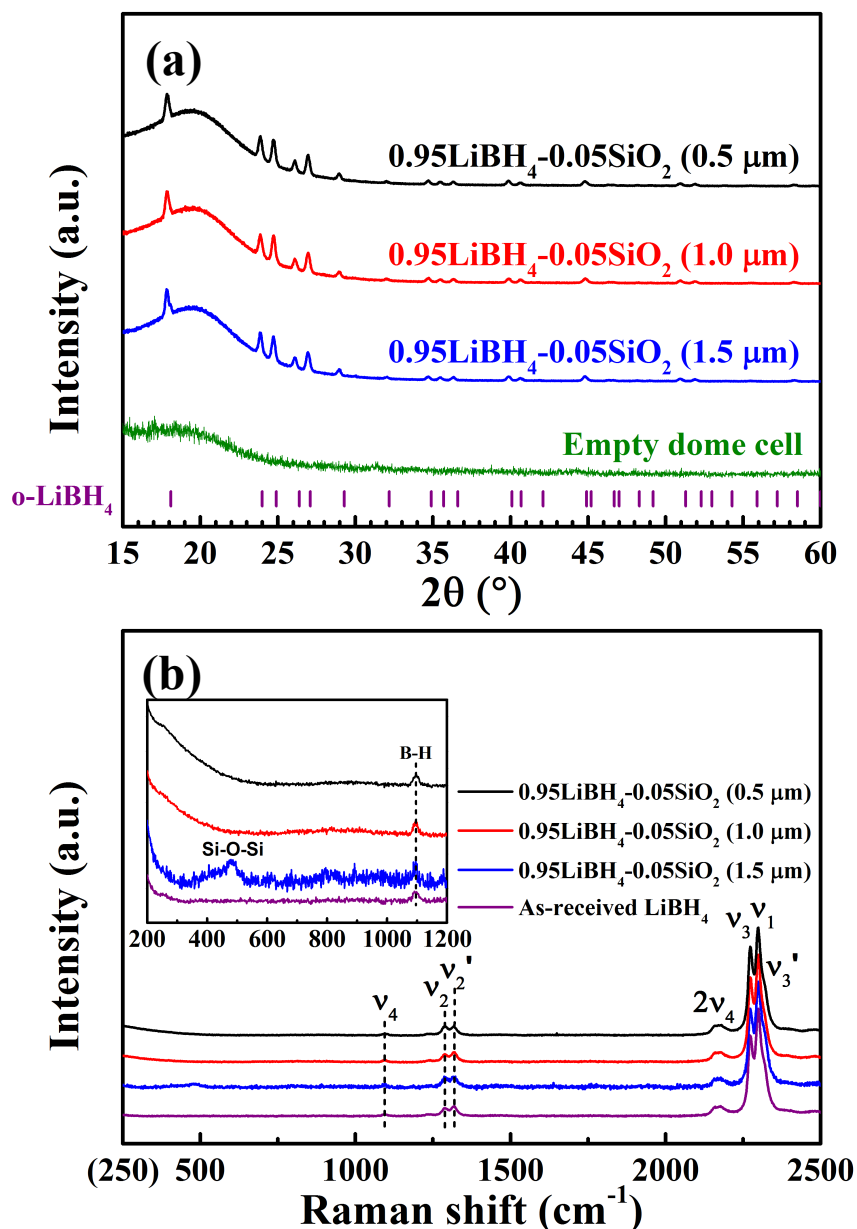 (a)
0.95LiBH₄-0.05SiO₂ (0.5 μm)
0.95LiBH₄-0.05SiO₂ (1.0 μm)
0.95LiBH₄-0.05SiO₂ (1.5 μm)
Empty dome cell
o-LiBH₄
Intensity (a.u.)
15 20 25 30 35 40 45 50 55 60
2θ (°)
(b)
B-H
Si-O-Si
200 400 600 800 1000 1200
0.95LiBH₄-0.05SiO₂ (0.5 μm)
0.95LiBH₄-0.05SiO₂ (1.0 μm)
0.95LiBH₄-0.05SiO₂ (1.5 μm)
As-received LiBH₄
ν₃ ν₁
ν₃'
ν₄ ν₂ ν₂' 2ν₄
Intensity (a.u.)
(250) 500 1000 1500 2000 2500
Raman shift (cm⁻¹)